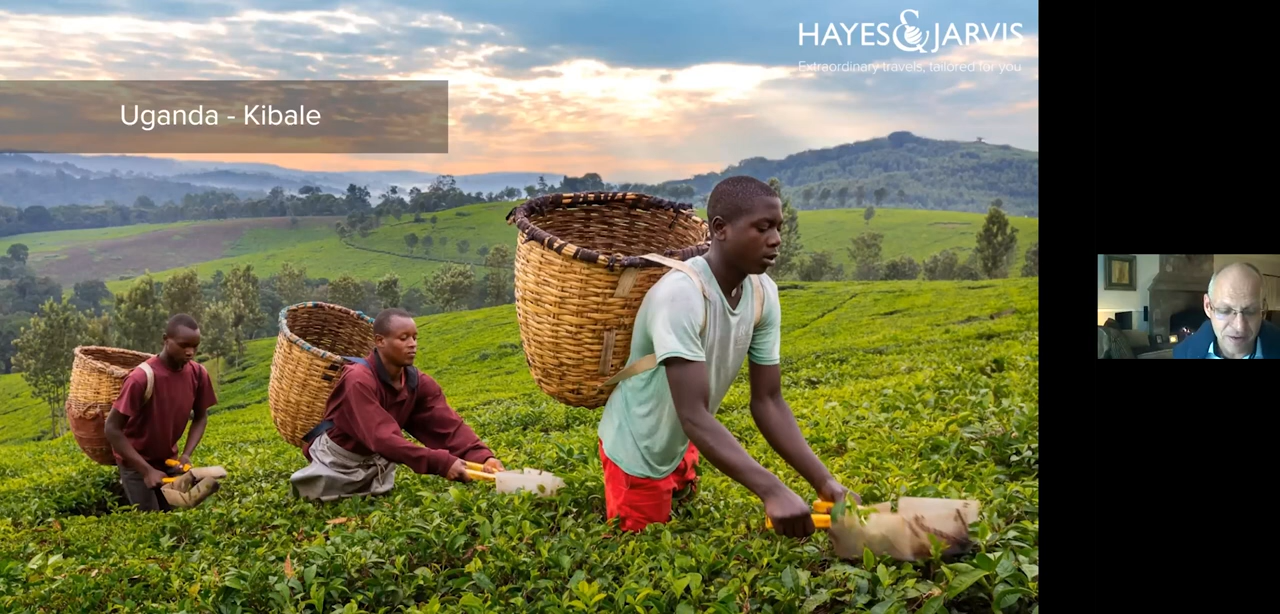 HAYES & JARVIS
Extraordinary travels, tailored for you
Uganda - Kibale